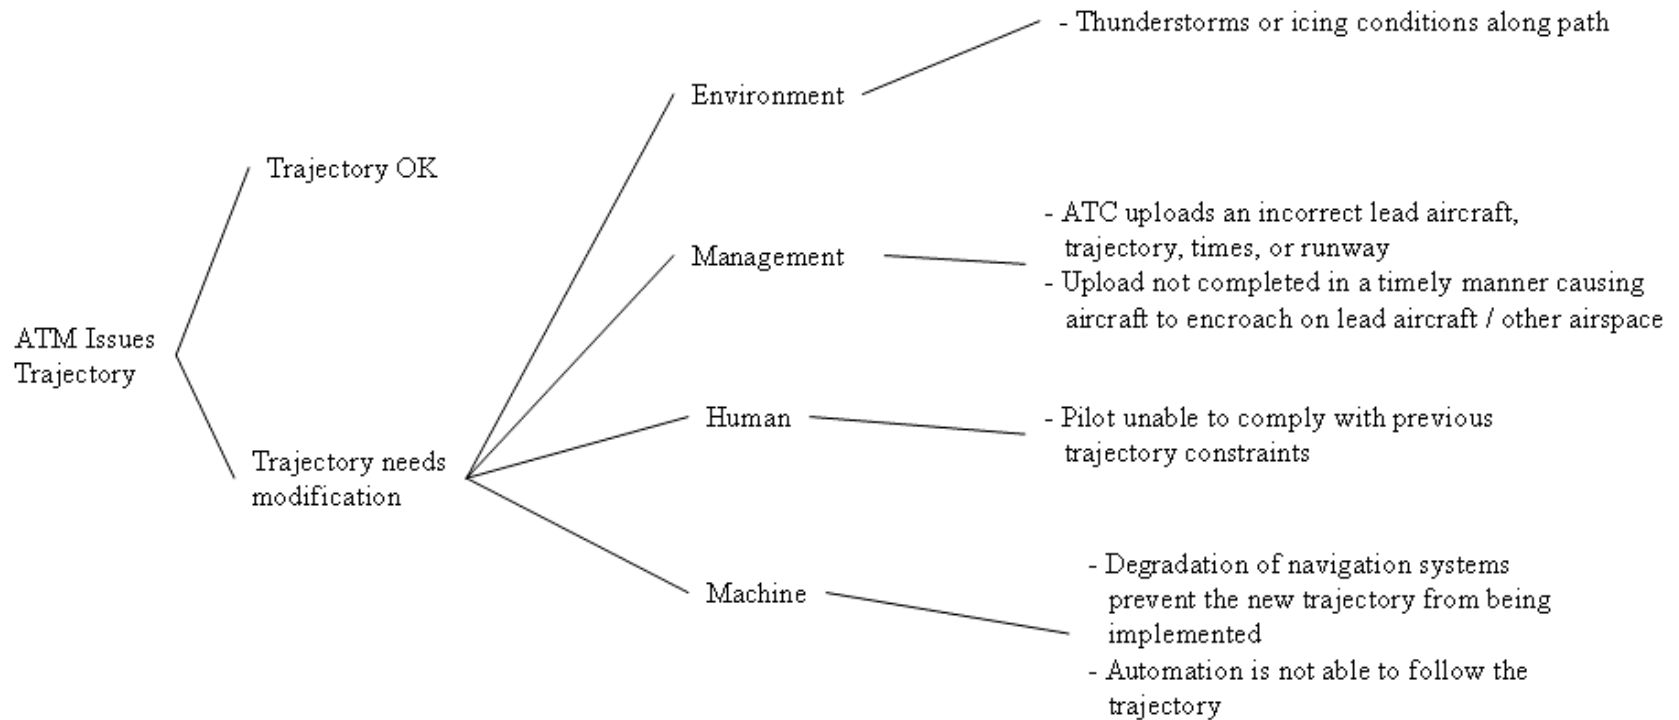 - Thunderstorms or icing conditions along path
Environment
Trajectory OK
- ATC uploads an incorrect lead aircraft,
trajectory, times, or runway
Management
- Upload not completed in a timely manner causing
aircraft to encroach on lead aircraft / other airspace
ATM Issues
Trajectory
Human
- Pilot unable to comply with previous
trajectory constraints
Trajectory needs
modification
Machine
- Degradation of navigation systems
prevent the new trajectory from being
implemented
- Automation is not able to follow the
trajectory